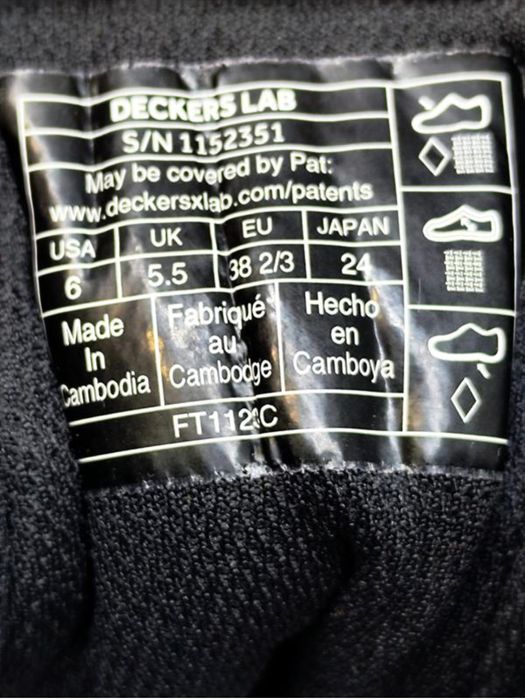 DECKERS LAB
S/N 1152351
May be covered by Pat:
www.deckersxlab.com/patents
USA UK EU JAPAN
6 5.5 38 2/3 24
Made In Cambodia
Fabriqué au Cambodge
Hecho en Camboya